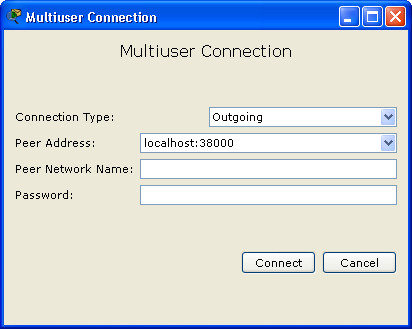 Multiuser Connection
Multiuser Connection
Connection Type: Outgoing
Peer Address: localhost:38000
Peer Network Name:
Password:
Connect Cancel